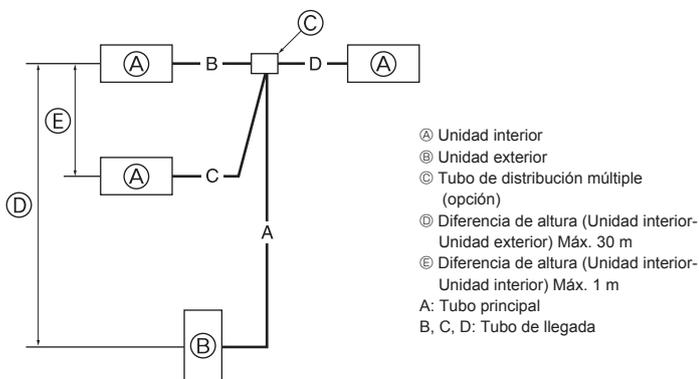 Ⓒ
Ⓐ B D Ⓐ
Ⓔ
Ⓐ C
Ⓓ
A
Ⓑ
Ⓐ Unidad interior
Ⓑ Unidad exterior
Ⓒ Tubo de distribución múltiple
(opción)
Ⓓ Diferencia de altura (Unidad interior-
Unidad exterior) Máx. 30 m
Ⓔ Diferencia de altura (Unidad interior-
Unidad interior) Máx. 1 m
A: Tubo principal
B, C, D: Tubo de llegada